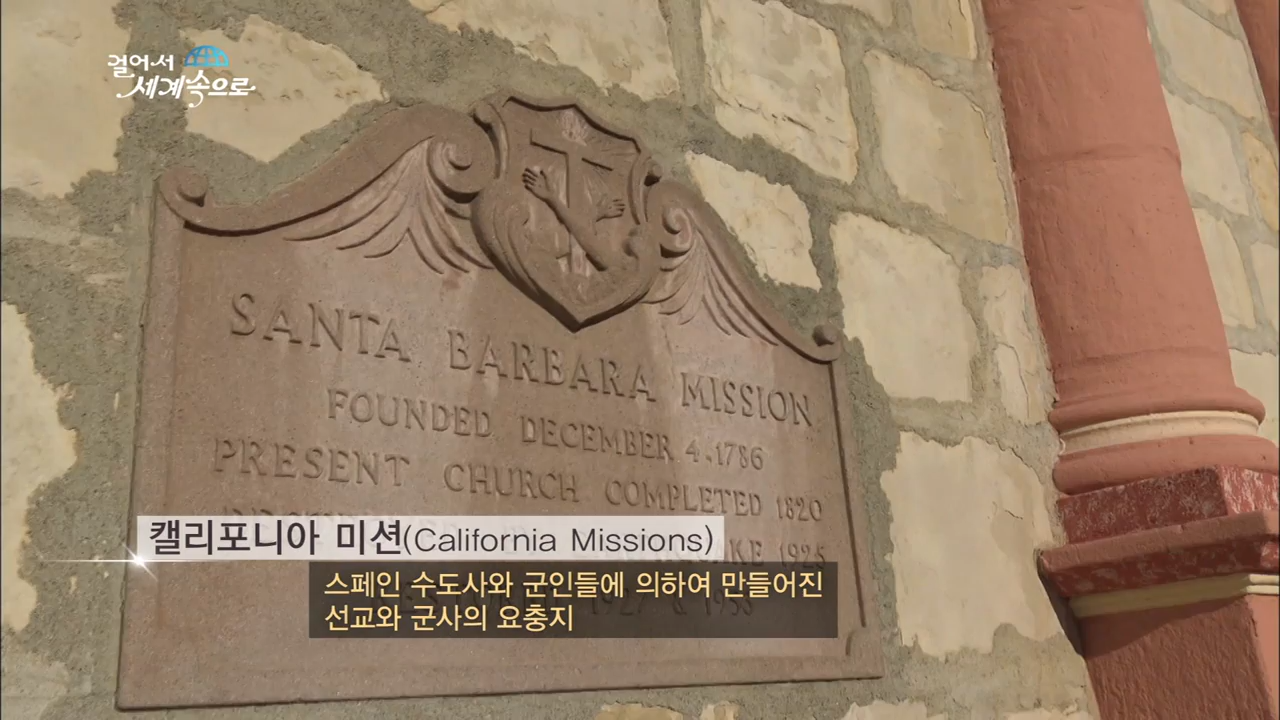 걸어서
세계속으로
SANTA BARBARA MISSION
FOUNDED DECEMBER 4, 1786
PRESENT CHURCH COMPLETED 1820
1925
캘리포니아 미션(California Missions)
스페인 수도사와 군인들에 의하여 만들어진
선교와 군사의 요충지